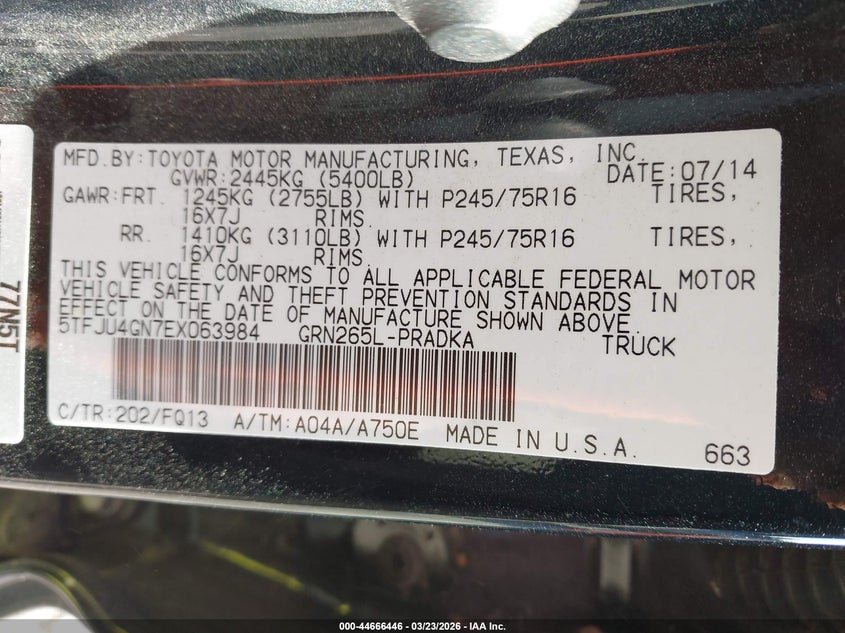 MFD.BY:TOYOTA MOTOR MANUFACTURING, TEXAS, INC.
GVWR:2445KG (5400LB) DATE:07/14
GAWR:FRT. 1245KG (2755LB) WITH P245/75R16 TIRES,
16X7J RIMS.
RR. 1410KG (3110LB) WITH P245/75R16 TIRES,
16X7J RIMS.
THIS VEHICLE CONFORMS TO ALL APPLICABLE FEDERAL MOTOR
VEHICLE SAFETY AND THEFT PREVENTION STANDARDS IN
EFFECT ON THE DATE OF MANUFACTURE SHOWN ABOVE.
5TFJU4GN7EX063984 GRN265L-PRADKA TRUCK
C/TR:202/FQ13 A/TM:A04A/A750E MADE IN U.S.A.
663
77N5T
000-44666446 - 03/23/2026 - IAA Inc.